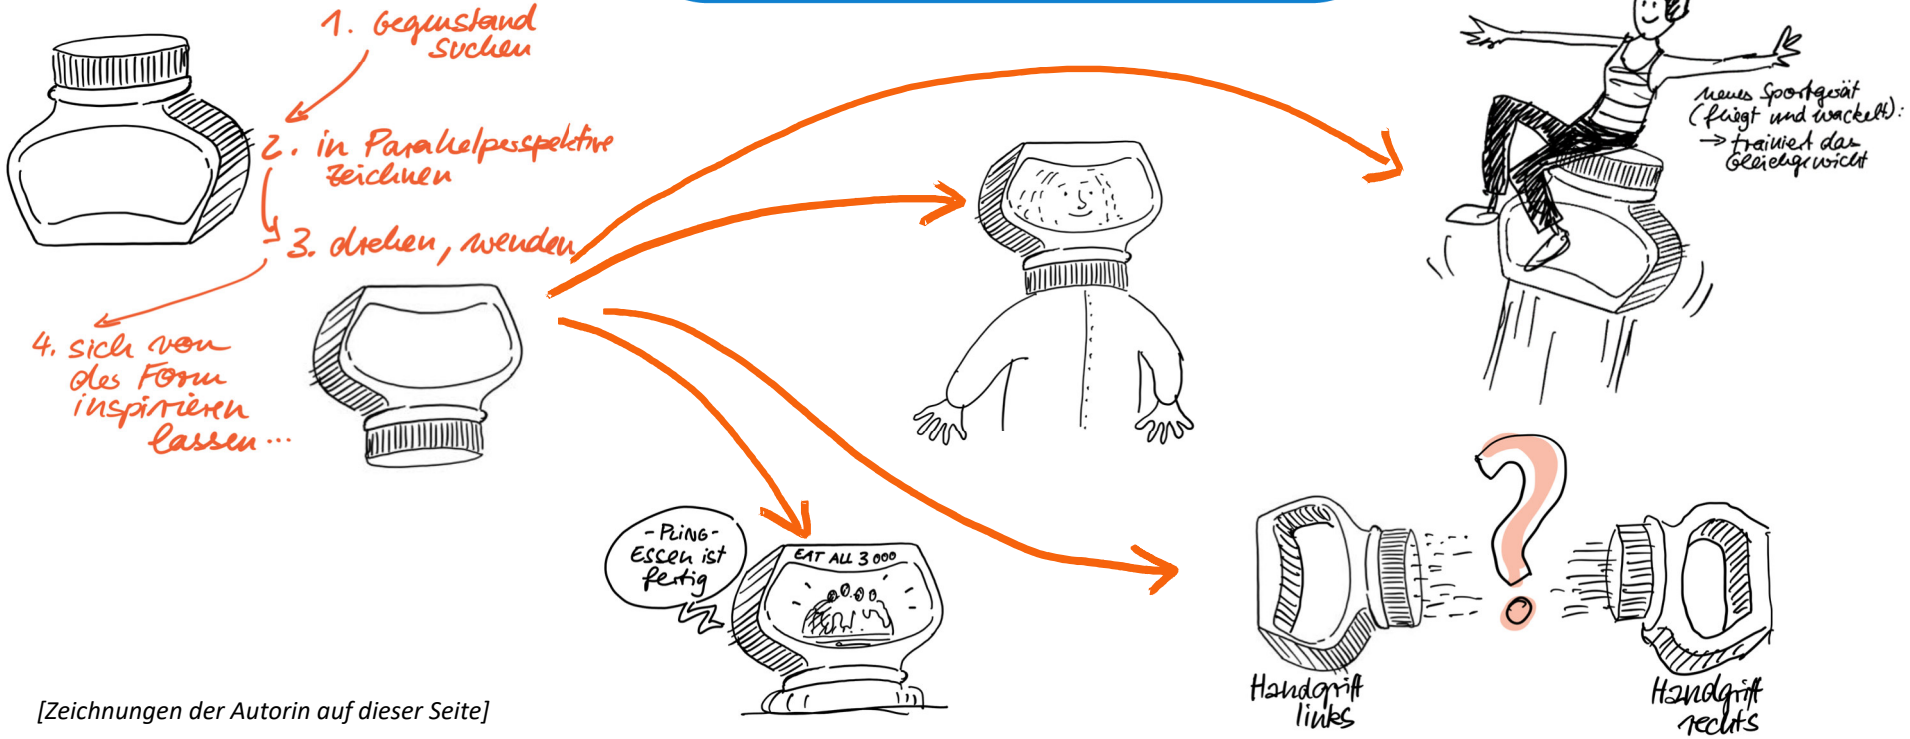 1. Gegenstand
suchen
2. in Parallelperspektive
zeichnen
3. drehen, wenden
4. sich von
der Form
inspirieren
lassen...
neues Sportgerät
(fliegt und wackelt):
→ trainiert das
Gleichgewicht
- PLING -
Essen ist
fertig
EAT ALL 3000
?
Handgriff
links
Handgriff
rechts
[Zeichnungen der Autorin auf dieser Seite]